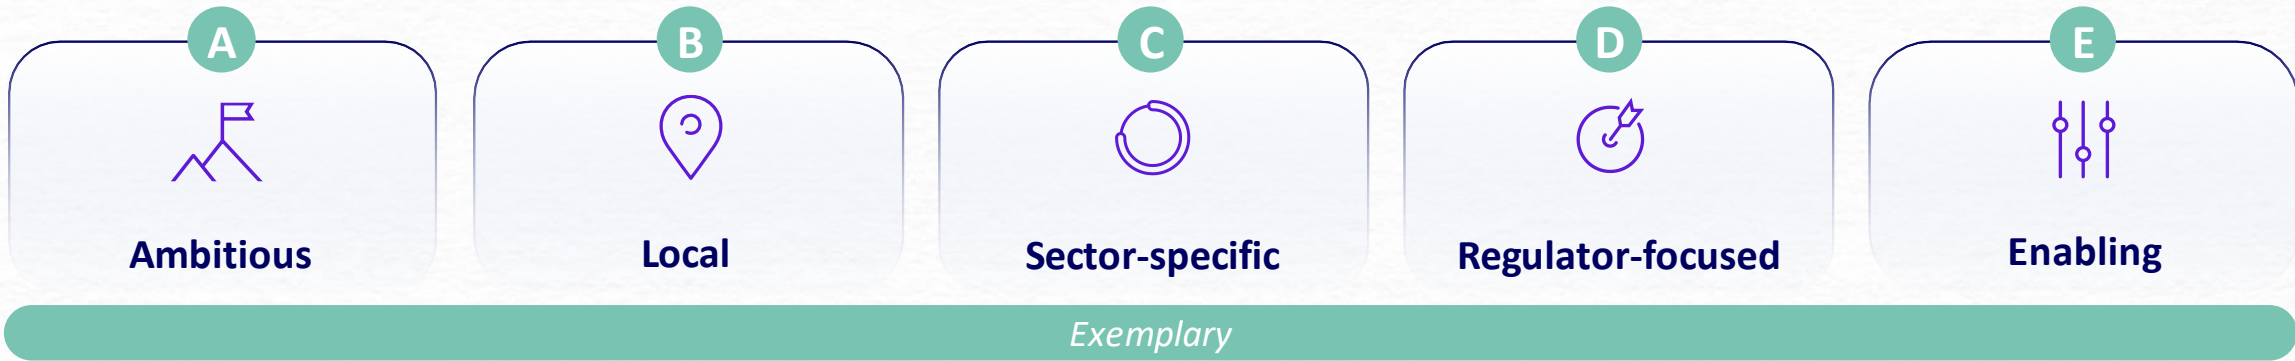 A
B
C
D
E
Ambitious
Local
Sector-specific
Regulator-focused
Enabling
Exemplary